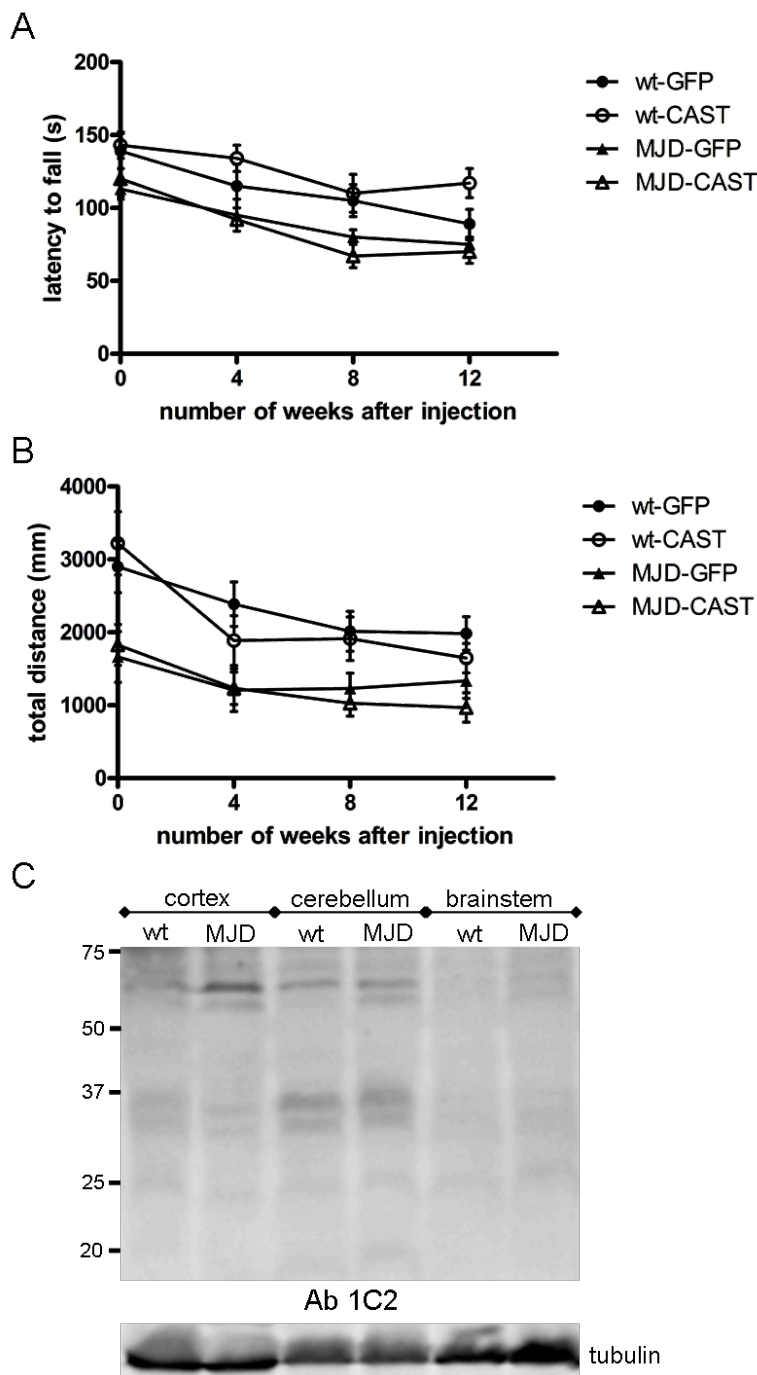 A
latency to fall (s)
200
150
100
50
0
0 4 8 12
number of weeks after injection
wt-GFP
wt-CAST
MJD-GFP
MJD-CAST
B
total distance (mm)
4000
3000
2000
1000
0
0 4 8 12
number of weeks after injection
wt-GFP
wt-CAST
MJD-GFP
MJD-CAST
C
cortex cerebellum brainstem
wt MJD wt MJD wt MJD
75
50
37
25
20
Ab 1C2
tubulin